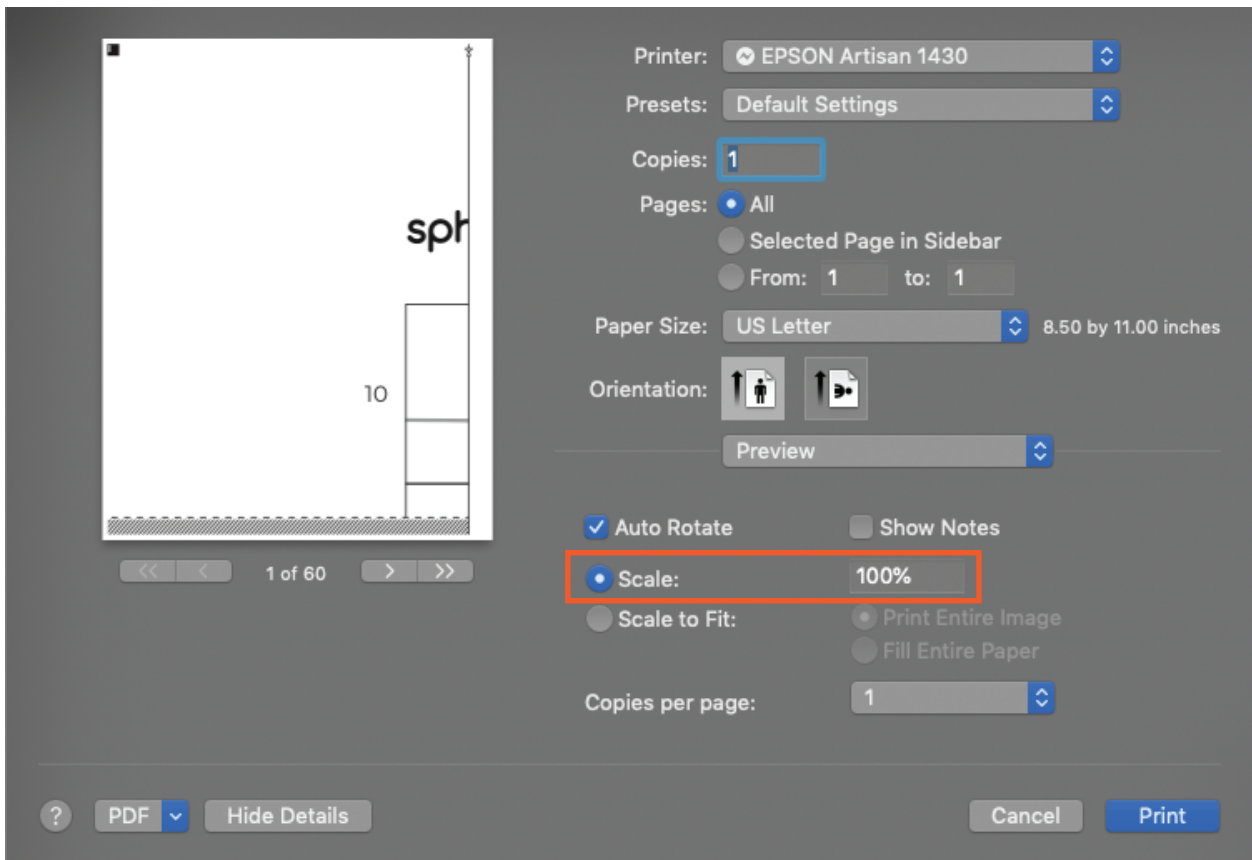 Printer: EPSON Artisan 1430
Presets: Default Settings
Copies: 1
Pages: All
Selected Page in Sidebar
From: 1 to: 1
Paper Size: US Letter 8.50 by 11.00 inches
Orientation:
Preview
Auto Rotate Show Notes
Scale: 100%
Scale to Fit: Print Entire Image
Fill Entire Paper
Copies per page: 1
sph
10
<< < 1 of 60 > >>
? PDF Hide Details Cancel Print